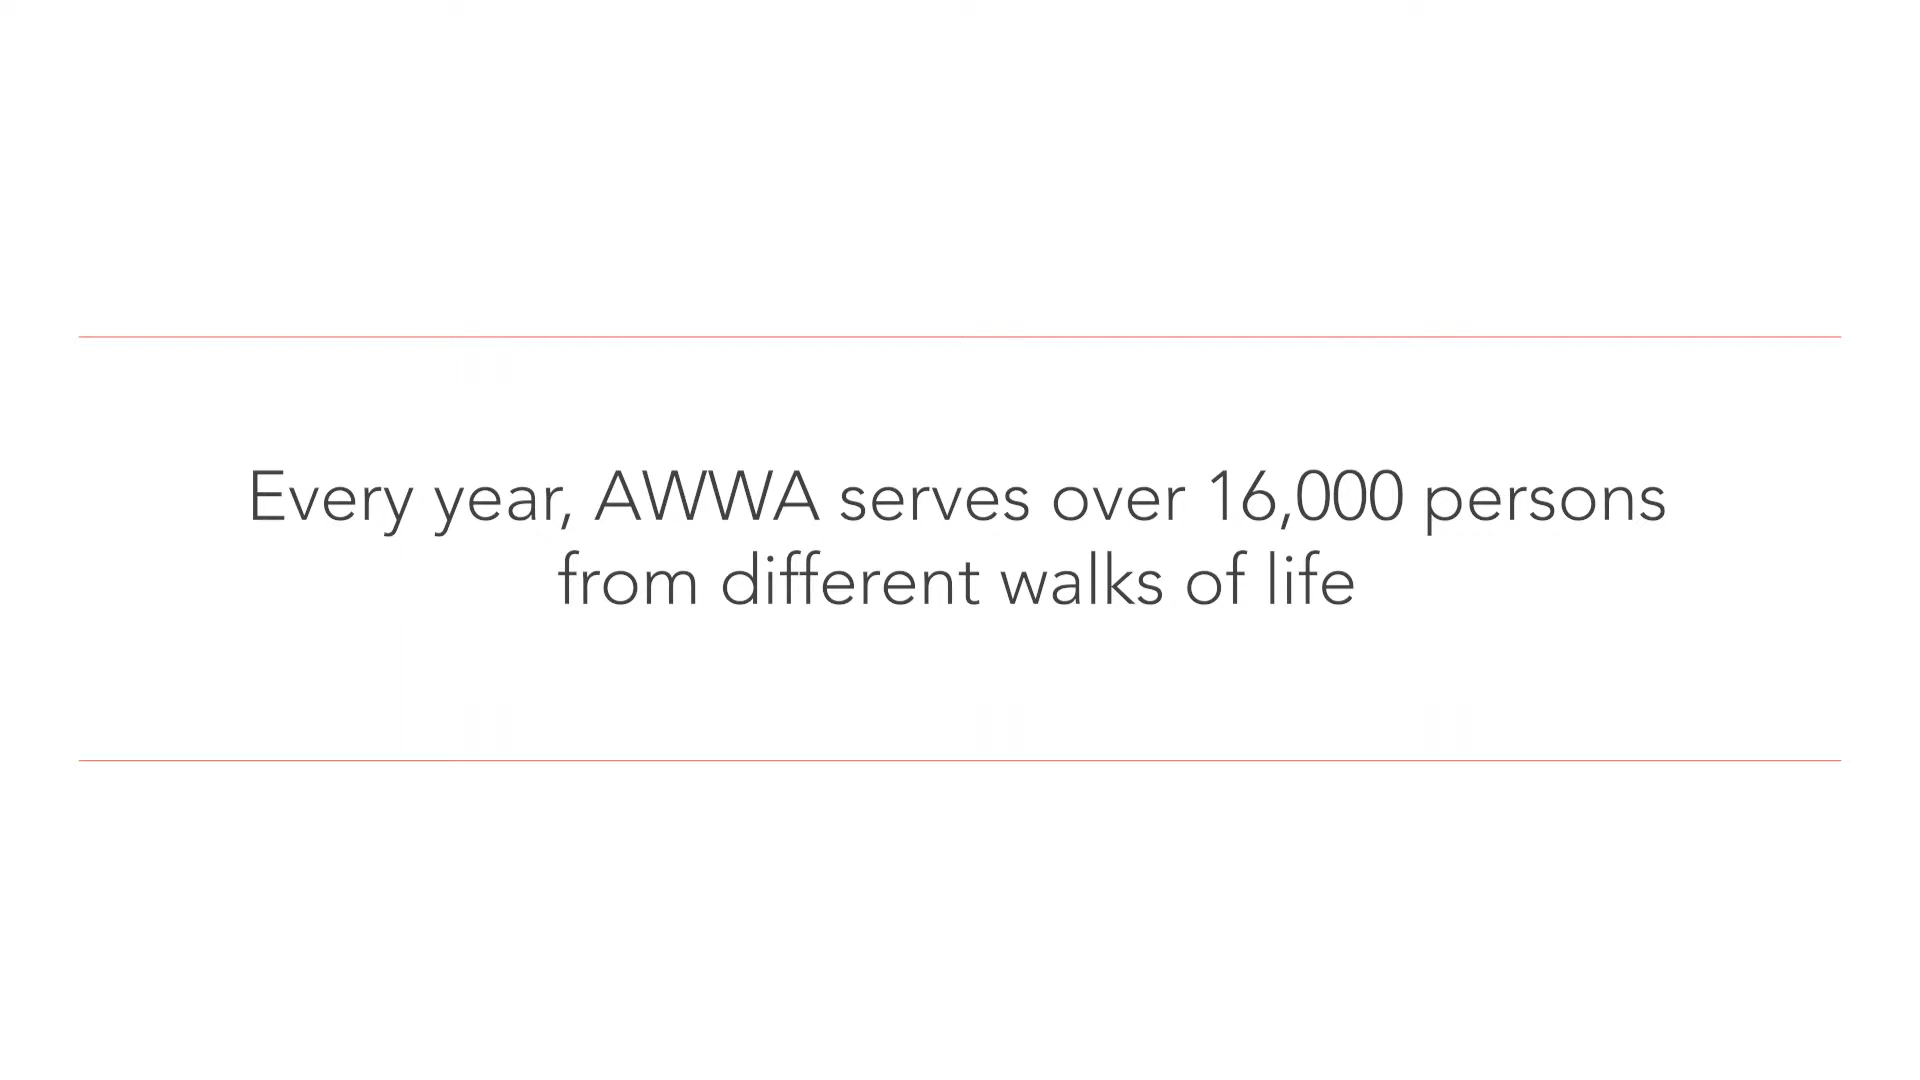 Every year, AWWA serves over 16,000 persons
from different walks of life